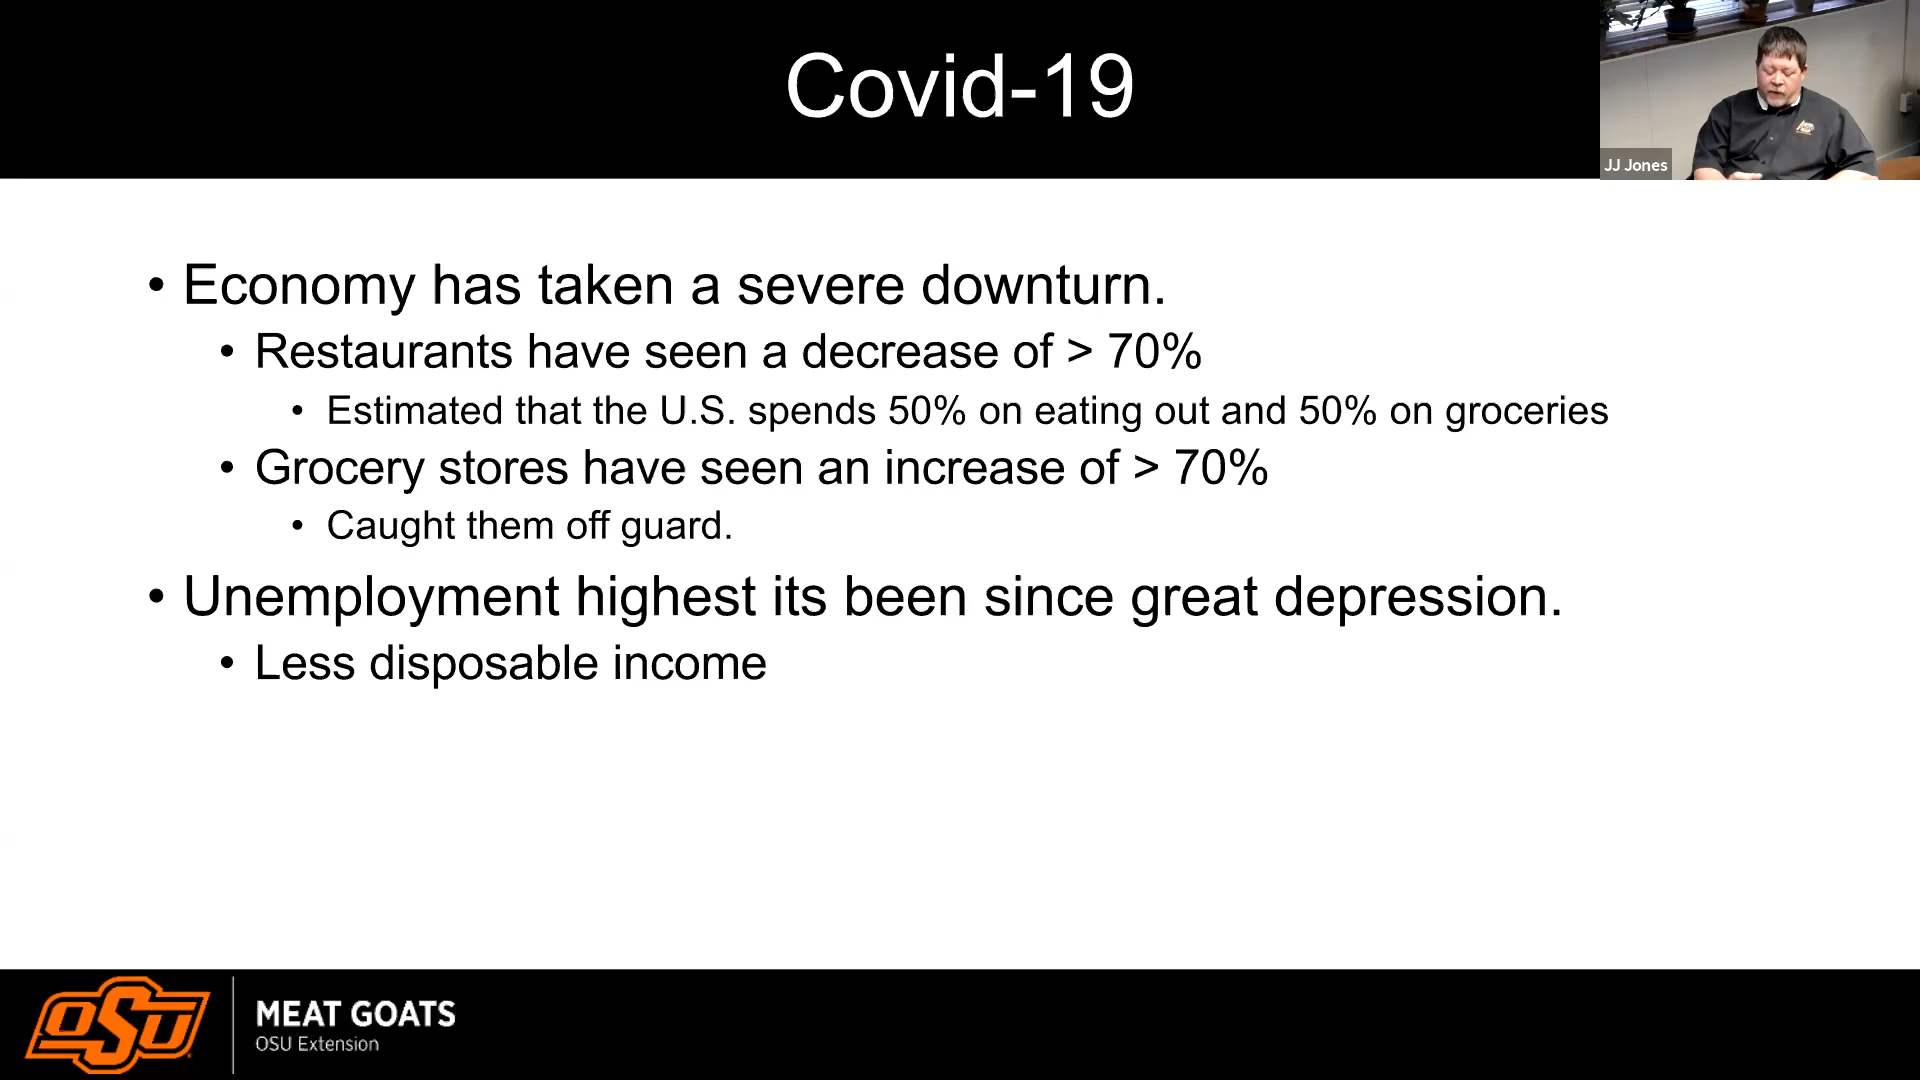 Covid-19
JJ Jones
• Economy has taken a severe downturn.
• Restaurants have seen a decrease of > 70%
• Estimated that the U.S. spends 50% on eating out and 50% on groceries
• Grocery stores have seen an increase of > 70%
• Caught them off guard.
• Unemployment highest its been since great depression.
• Less disposable income
OSU
MEAT GOATS
OSU Extension